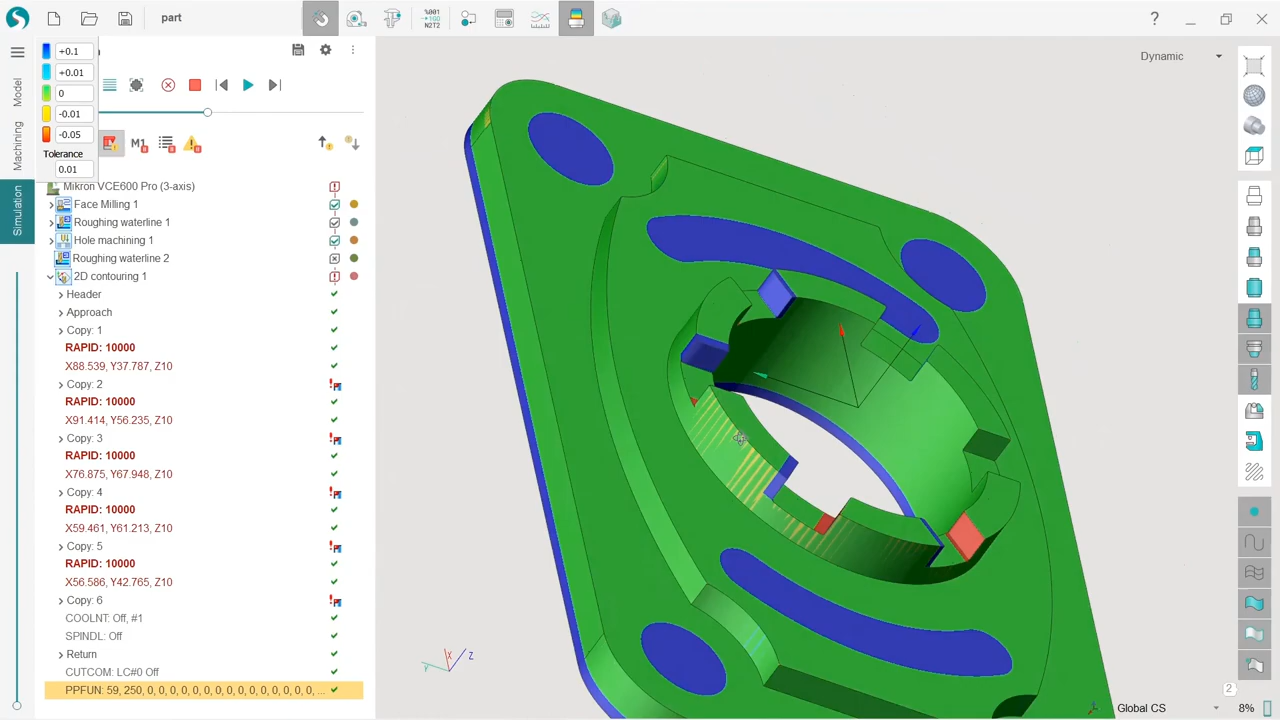 part
%001
→100
N2T2
?
+0.1
+0.01
0
-0.01
-0.05
Tolerance
0.01
Model
Machining
Simulation
M1
Dynamic
Mikron VCE600 Pro (3-axis)
Face Milling 1
Roughing waterline 1
Hole machining 1
Roughing waterline 2
2D contouring 1
Header
Approach
Copy: 1
RAPID: 10000
X88.539, Y37.787, Z10
Copy: 2
RAPID: 10000
X91.414, Y56.235, Z10
Copy: 3
RAPID: 10000
X76.875, Y67.948, Z10
Copy: 4
RAPID: 10000
X59.461, Y61.213, Z10
Copy: 5
RAPID: 10000
X56.586, Y42.765, Z10
Copy: 6
COOLNT: Off, #1
SPINDL: Off
Return
CUTCOM: LC#0 Off
PPFUN: 59, 250, 0, 0, 0, 0, 0, 0, 0, 0, 0, 0, 0, 0, 0, 0, ...
X
Y
Z
2
Global CS
8%